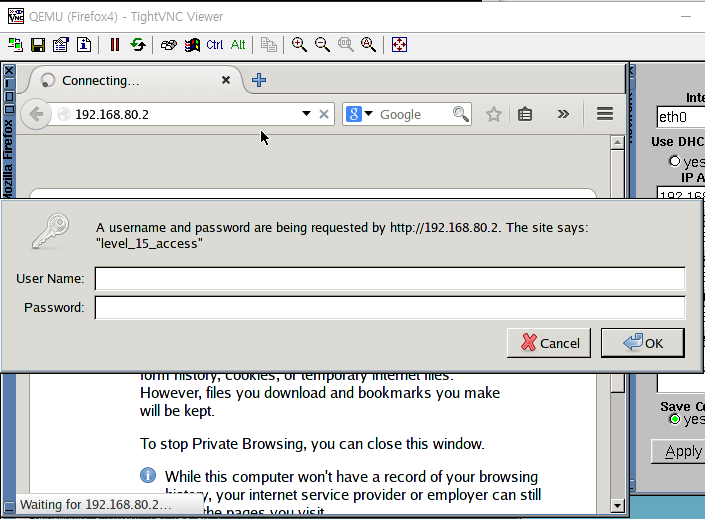 QEMU (Firefox4) - TightVNC Viewer
Ctrl Alt
Connecting...
Mozilla Firefox
192.168.80.2
Google
eth0
Use DHC
yes
IP A
A username and password are being requested by http://192.168.80.2. The site says:
"level_15_access"
User Name:
Password:
Cancel
OK
form history, cookies, or temporary internet files.
However, files you download and bookmarks you make
will be kept.
To stop Private Browsing, you can close this window.
While this computer won't have a record of your browsing
history, your internet service provider or employer can still
the pages you visit.
Save Co
yes
Apply
Waiting for 192.168.80.2...